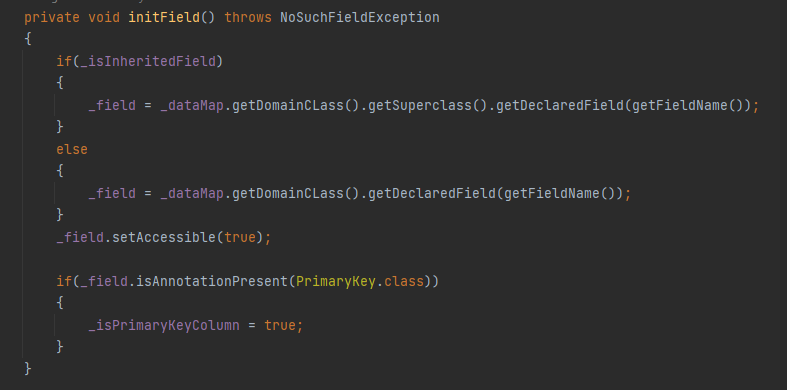 private void initField() throws NoSuchFieldException
{
    if(_isInheritedField)
    {
        _field = _dataMap.getDomainCLass().getSuperclass().getDeclaredField(getFieldName());
    }
    else
    {
        _field = _dataMap.getDomainCLass().getDeclaredField(getFieldName());
    }
    _field.setAccessible(true);

    if(_field.isAnnotationPresent(PrimaryKey.class))
    {
        _isPrimaryKeyColumn = true;
    }
}